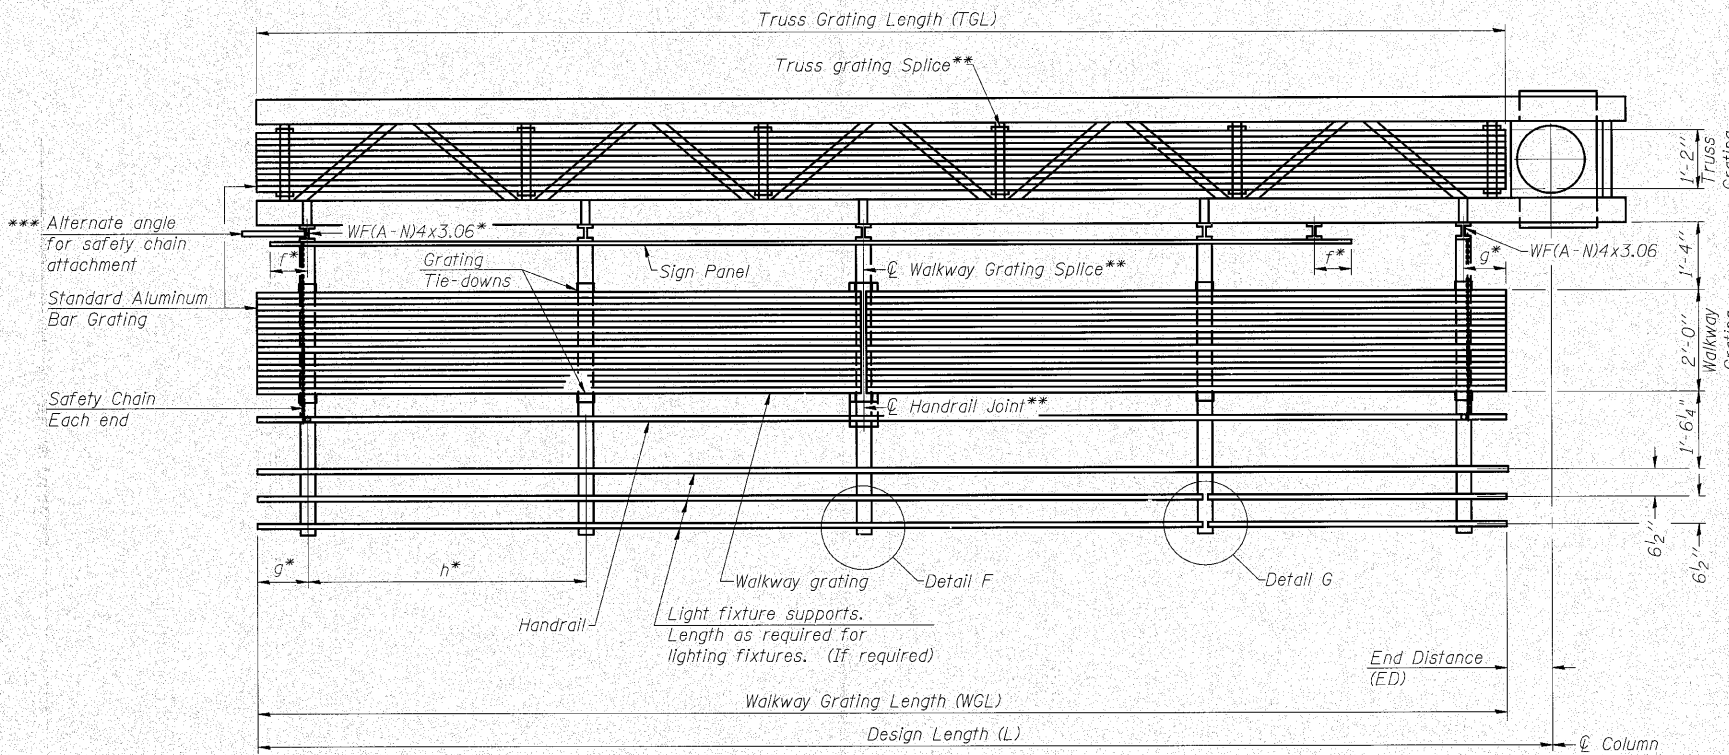 Truss Grating Length (TGL)
Truss grating Splice**
1'-2"
Truss
Grating
*** Alternate angle
for safety chain
attachment
WF(A-N)4x3.06*
WF(A-N)4x3.06
f*
Grating
Tie-downs
Sign Panel
℄ Walkway Grating Splice**
f*
g*
1'-4"
Standard Aluminum
Bar Grating
2'-0"
Walkway
Grating
Safety Chain
Each end
℄ Handrail Joint**
1'-6¼"
6½"
6½"
g*
h*
Walkway grating
Detail F
Detail G
Handrail
Light fixture supports.
Length as required for
lighting fixtures. (If required)
End Distance
(ED)
Walkway Grating Length (WGL)
Design Length (L)
℄ Column